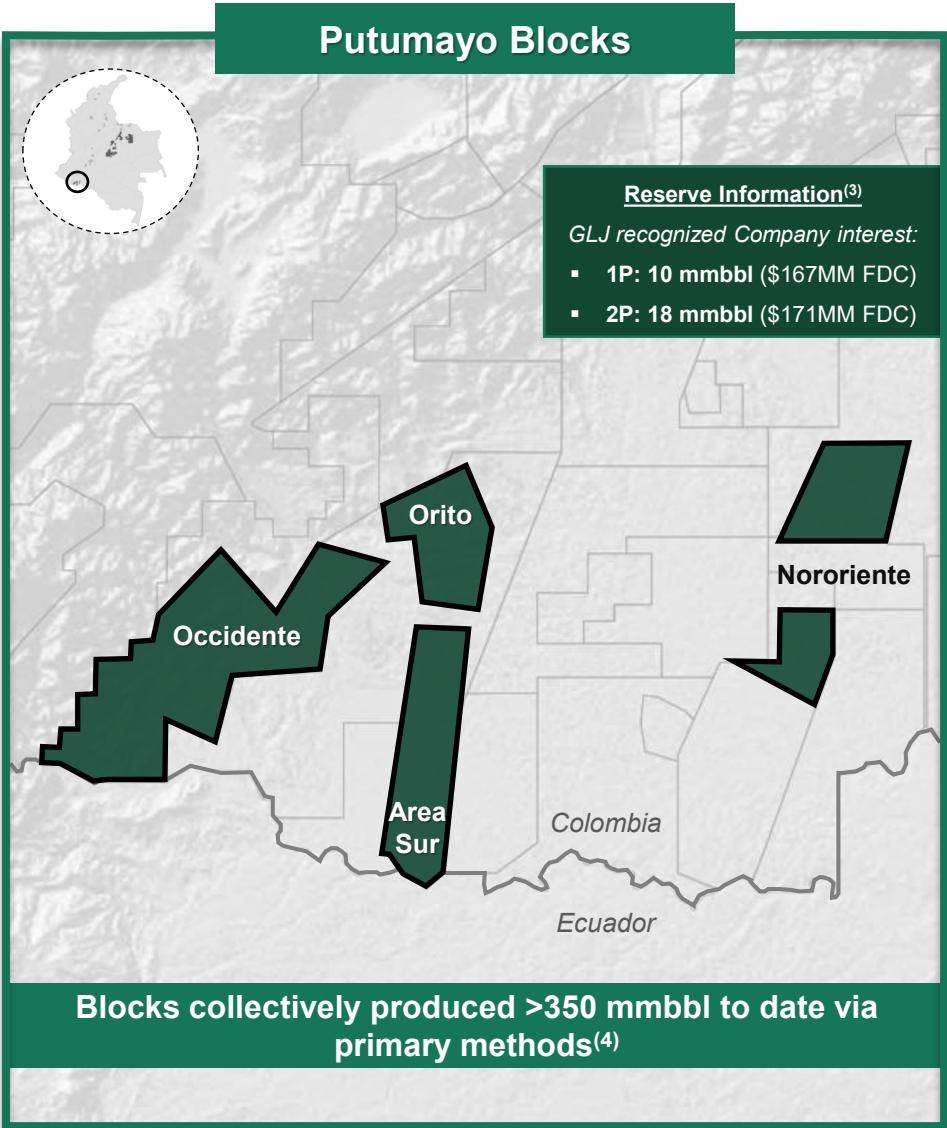 Putumayo Blocks
Reserve Information(3)
GLJ recognized Company interest:
▪ 1P: 10 mmbbl ($167MM FDC)
▪ 2P: 18 mmbbl ($171MM FDC)
Orito
Nororiente
Occidente
Area
Sur
Colombia
Ecuador
Blocks collectively produced >350 mmbbl to date via
primary methods(4)